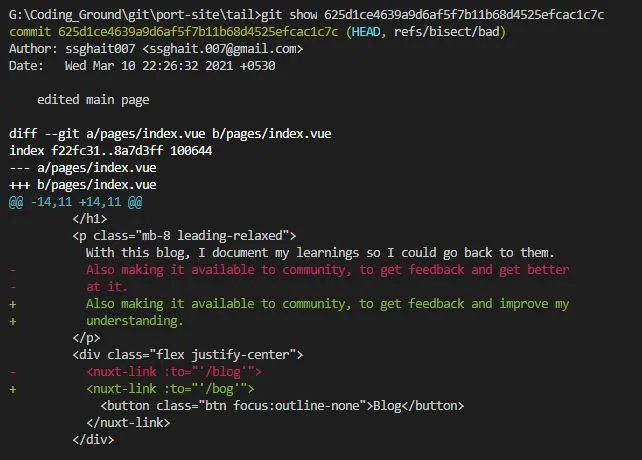 G:\Coding_Ground\git\port-site\tail>git show 625d1ce4639a9d6af5f7b11b68d4525efcac1c7c
commit 625d1ce4639a9d6af5f7b11b68d4525efcac1c7c (HEAD, refs/bisect/bad)
Author: ssghait007 <ssghait.007@gmail.com>
Date:   Wed Mar 10 22:26:32 2021 +0530
    edited main page
diff --git a/pages/index.vue b/pages/index.vue
index f22fc31..8a7d3ff 100644
--- a/pages/index.vue
+++ b/pages/index.vue
@@ -14,11 +14,11 @@
         </h1>
         <p class="mb-8 leading-relaxed">
           With this blog, I document my learnings so I could go back to them.
-          Also making it available to community, to get feedback and get better
-          at it.
+          Also making it available to community, to get feedback and improve my
+          understanding.
         </p>
         <div class="flex justify-center">
-          <nuxt-link :to="'/blog'">
+          <nuxt-link :to="'/bog'">
             <button class="btn focus:outline-none">Blog</button>
           </nuxt-link>
         </div>